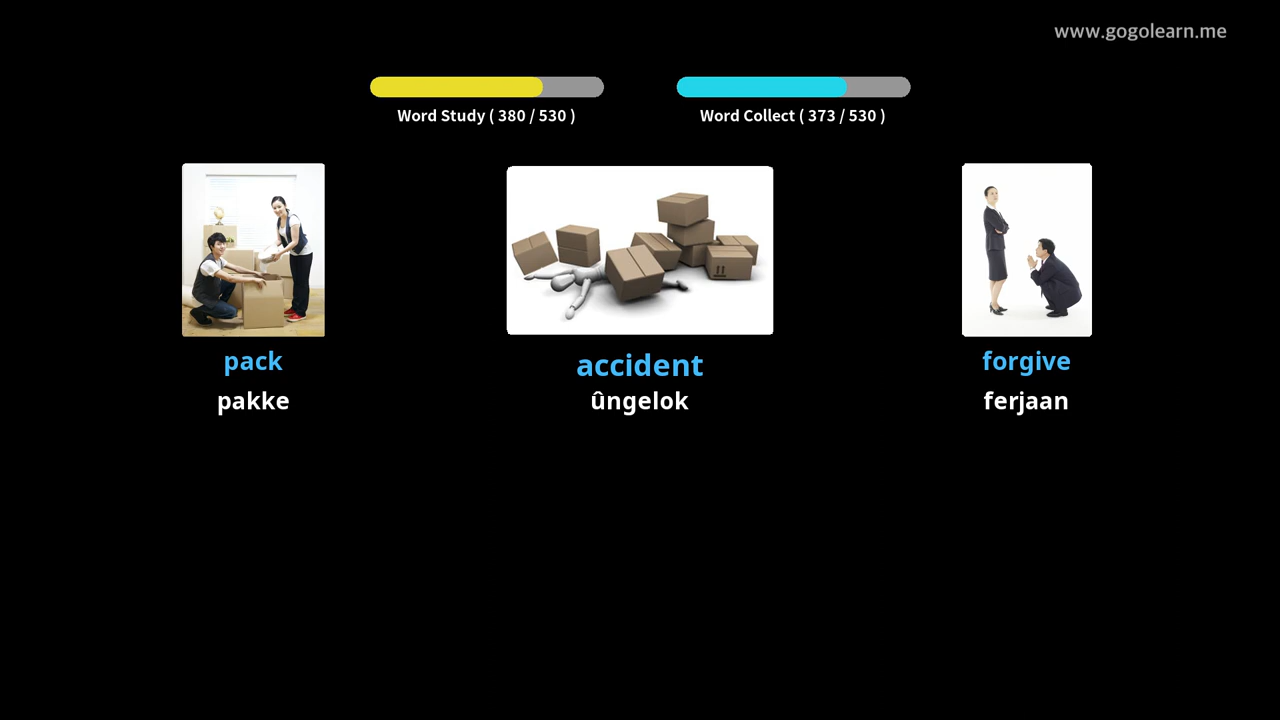 www.gogolearn.me
Word Study ( 380 / 530 )
Word Collect ( 373 / 530 )
pack
pakke
accident
ûngelok
forgive
ferjaan